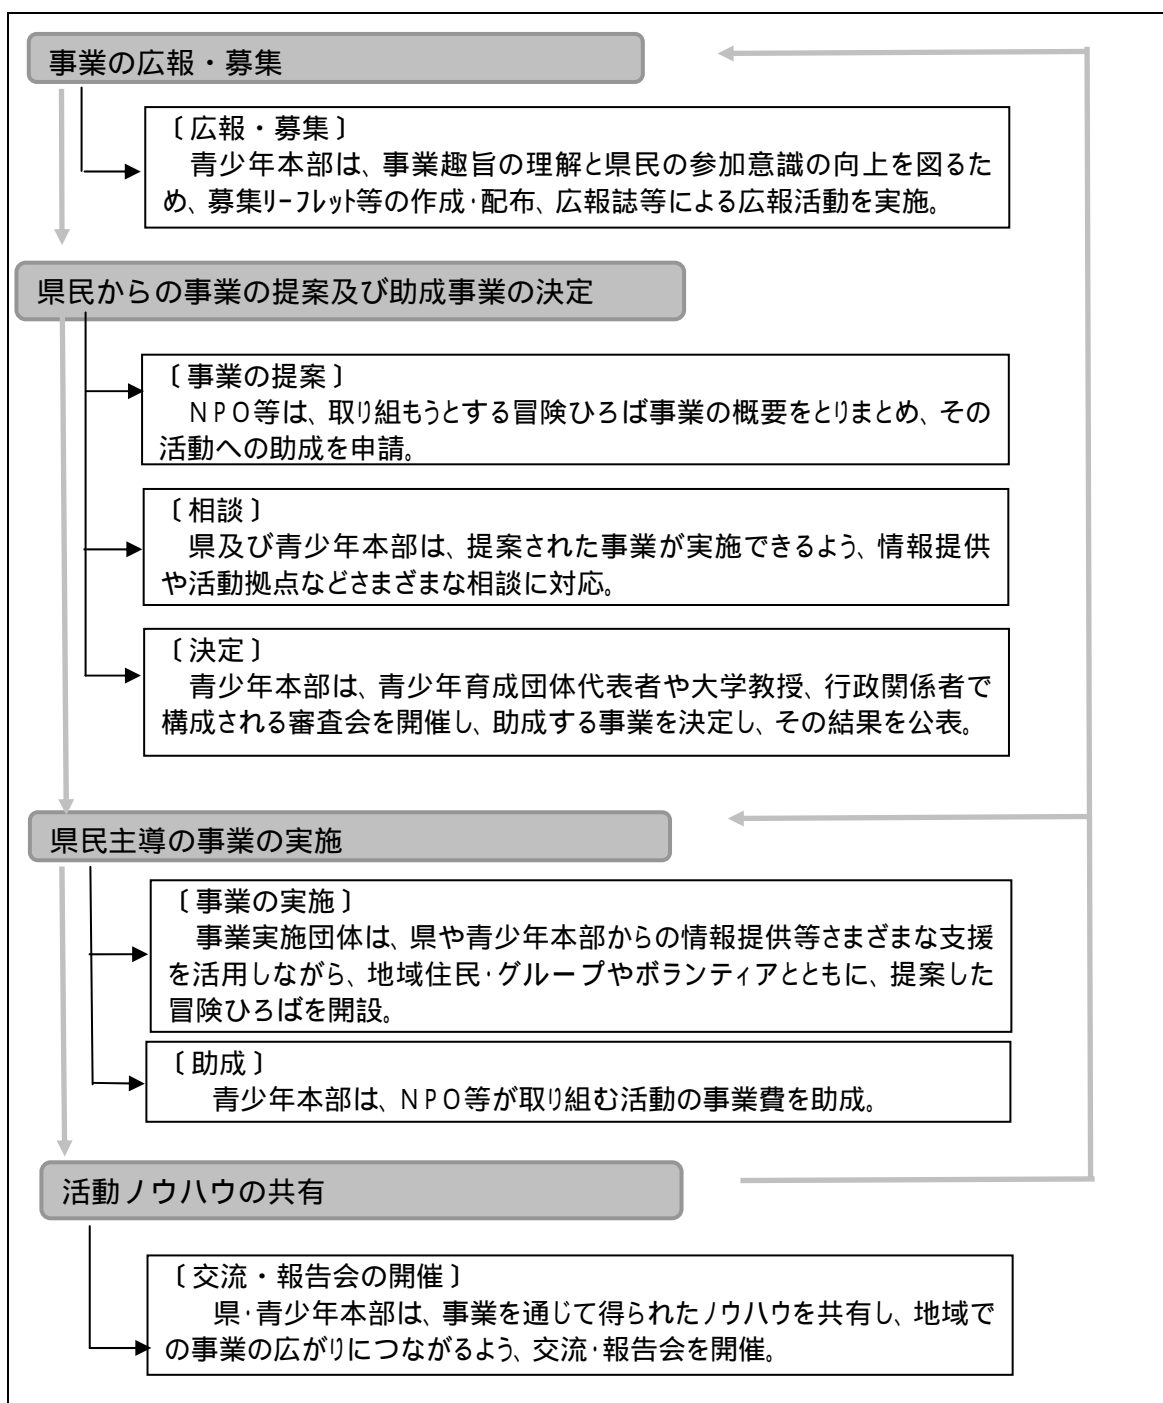 事業の広報・募集
〔広報・募集〕
青少年本部は、事業趣旨の理解と県民の参加意識の向上を図るた
め、募集ﾘｰﾌﾚｯﾄ等の作成･配布、広報誌等による広報活動を実施。
県民からの事業の提案及び助成事業の決定
〔事業の提案〕
ＮＰＯ等は、取り組もうとする冒険ひろば事業の概要をとりまとめ、その
活動への助成を申請。
〔相談〕
県及び青少年本部は、提案された事業が実施できるよう、情報提供
や活動拠点などさまざまな相談に対応。
〔決定〕
青少年本部は、青少年育成団体代表者や大学教授、行政関係者で
構成される審査会を開催し、助成する事業を決定し、その結果を公表。
県民主導の事業の実施
〔事業の実施〕
事業実施団体は、県や青少年本部からの情報提供等さまざまな支援
を活用しながら、地域住民･グループやボランティアとともに、提案した
冒険ひろばを開設。
〔助成〕
青少年本部は、ＮＰＯ等が取り組む活動の事業費を助成。
活動ノウハウの共有
〔交流・報告会の開催〕
県･青少年本部は、事業を通じて得られたノウハウを共有し、地域で
の事業の広がりにつながるよう、交流･報告会を開催。